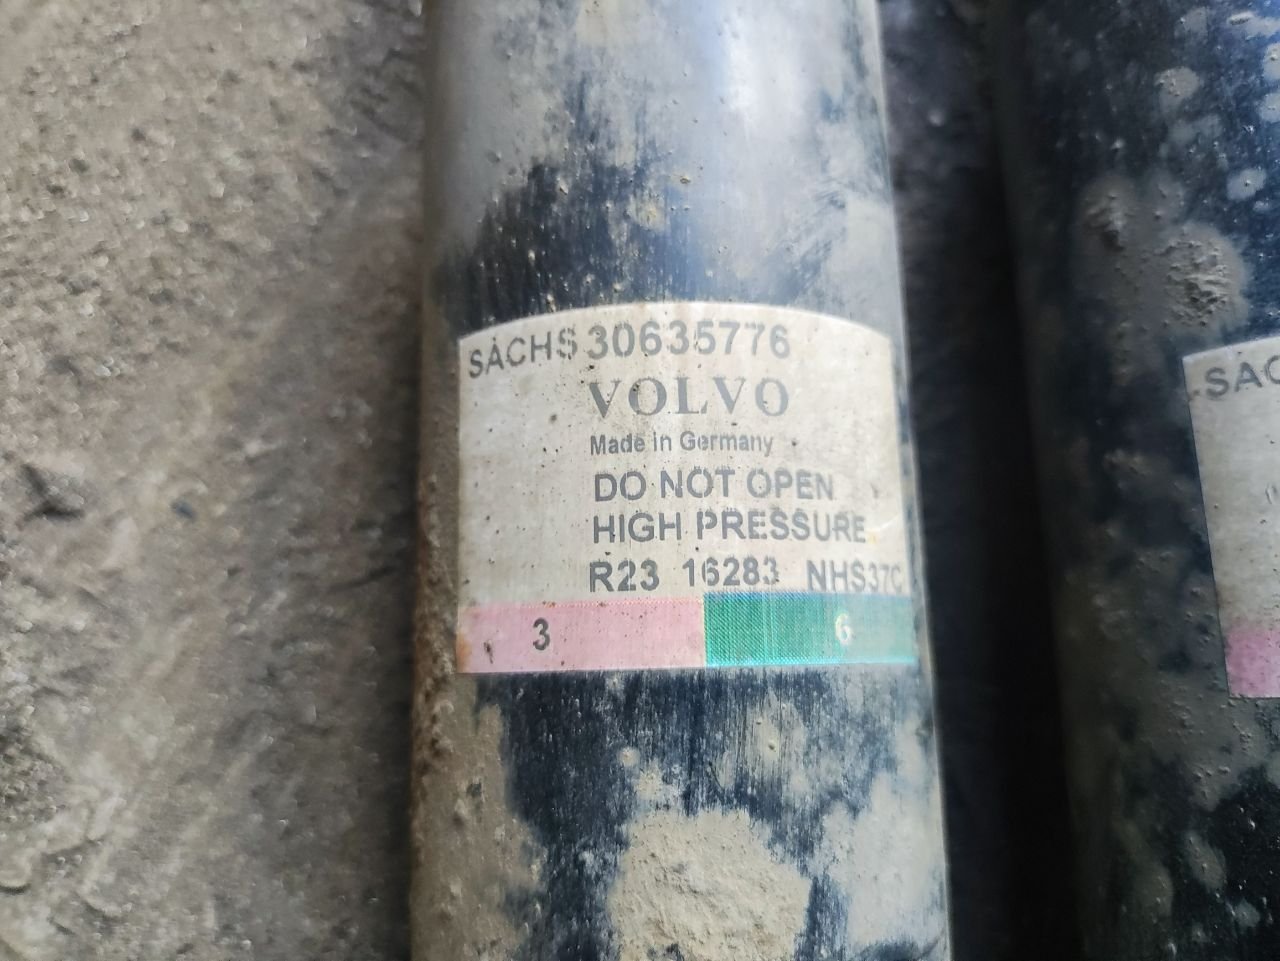 SACHS 30635776
VOLVO
Made in Germany
DO NOT OPEN
HIGH PRESSURE
R23 16283 NHS37C
3 6
SAC